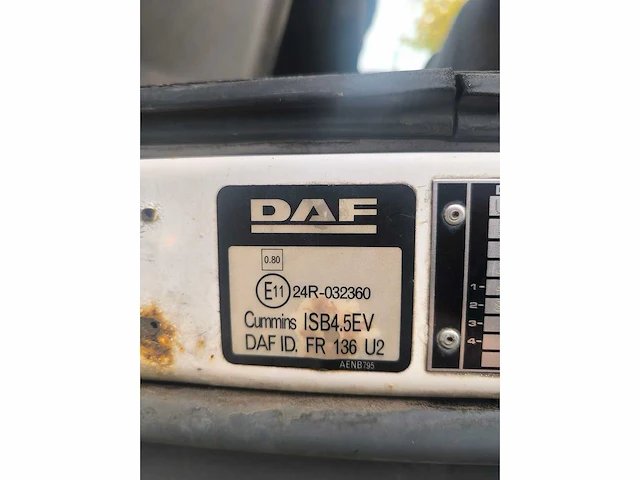 DAF
0.80
E11 24R-032360
Cummins ISB4.5EV
DAF ID. FR 136 U2
AENB795
1-
2-
3-
4-